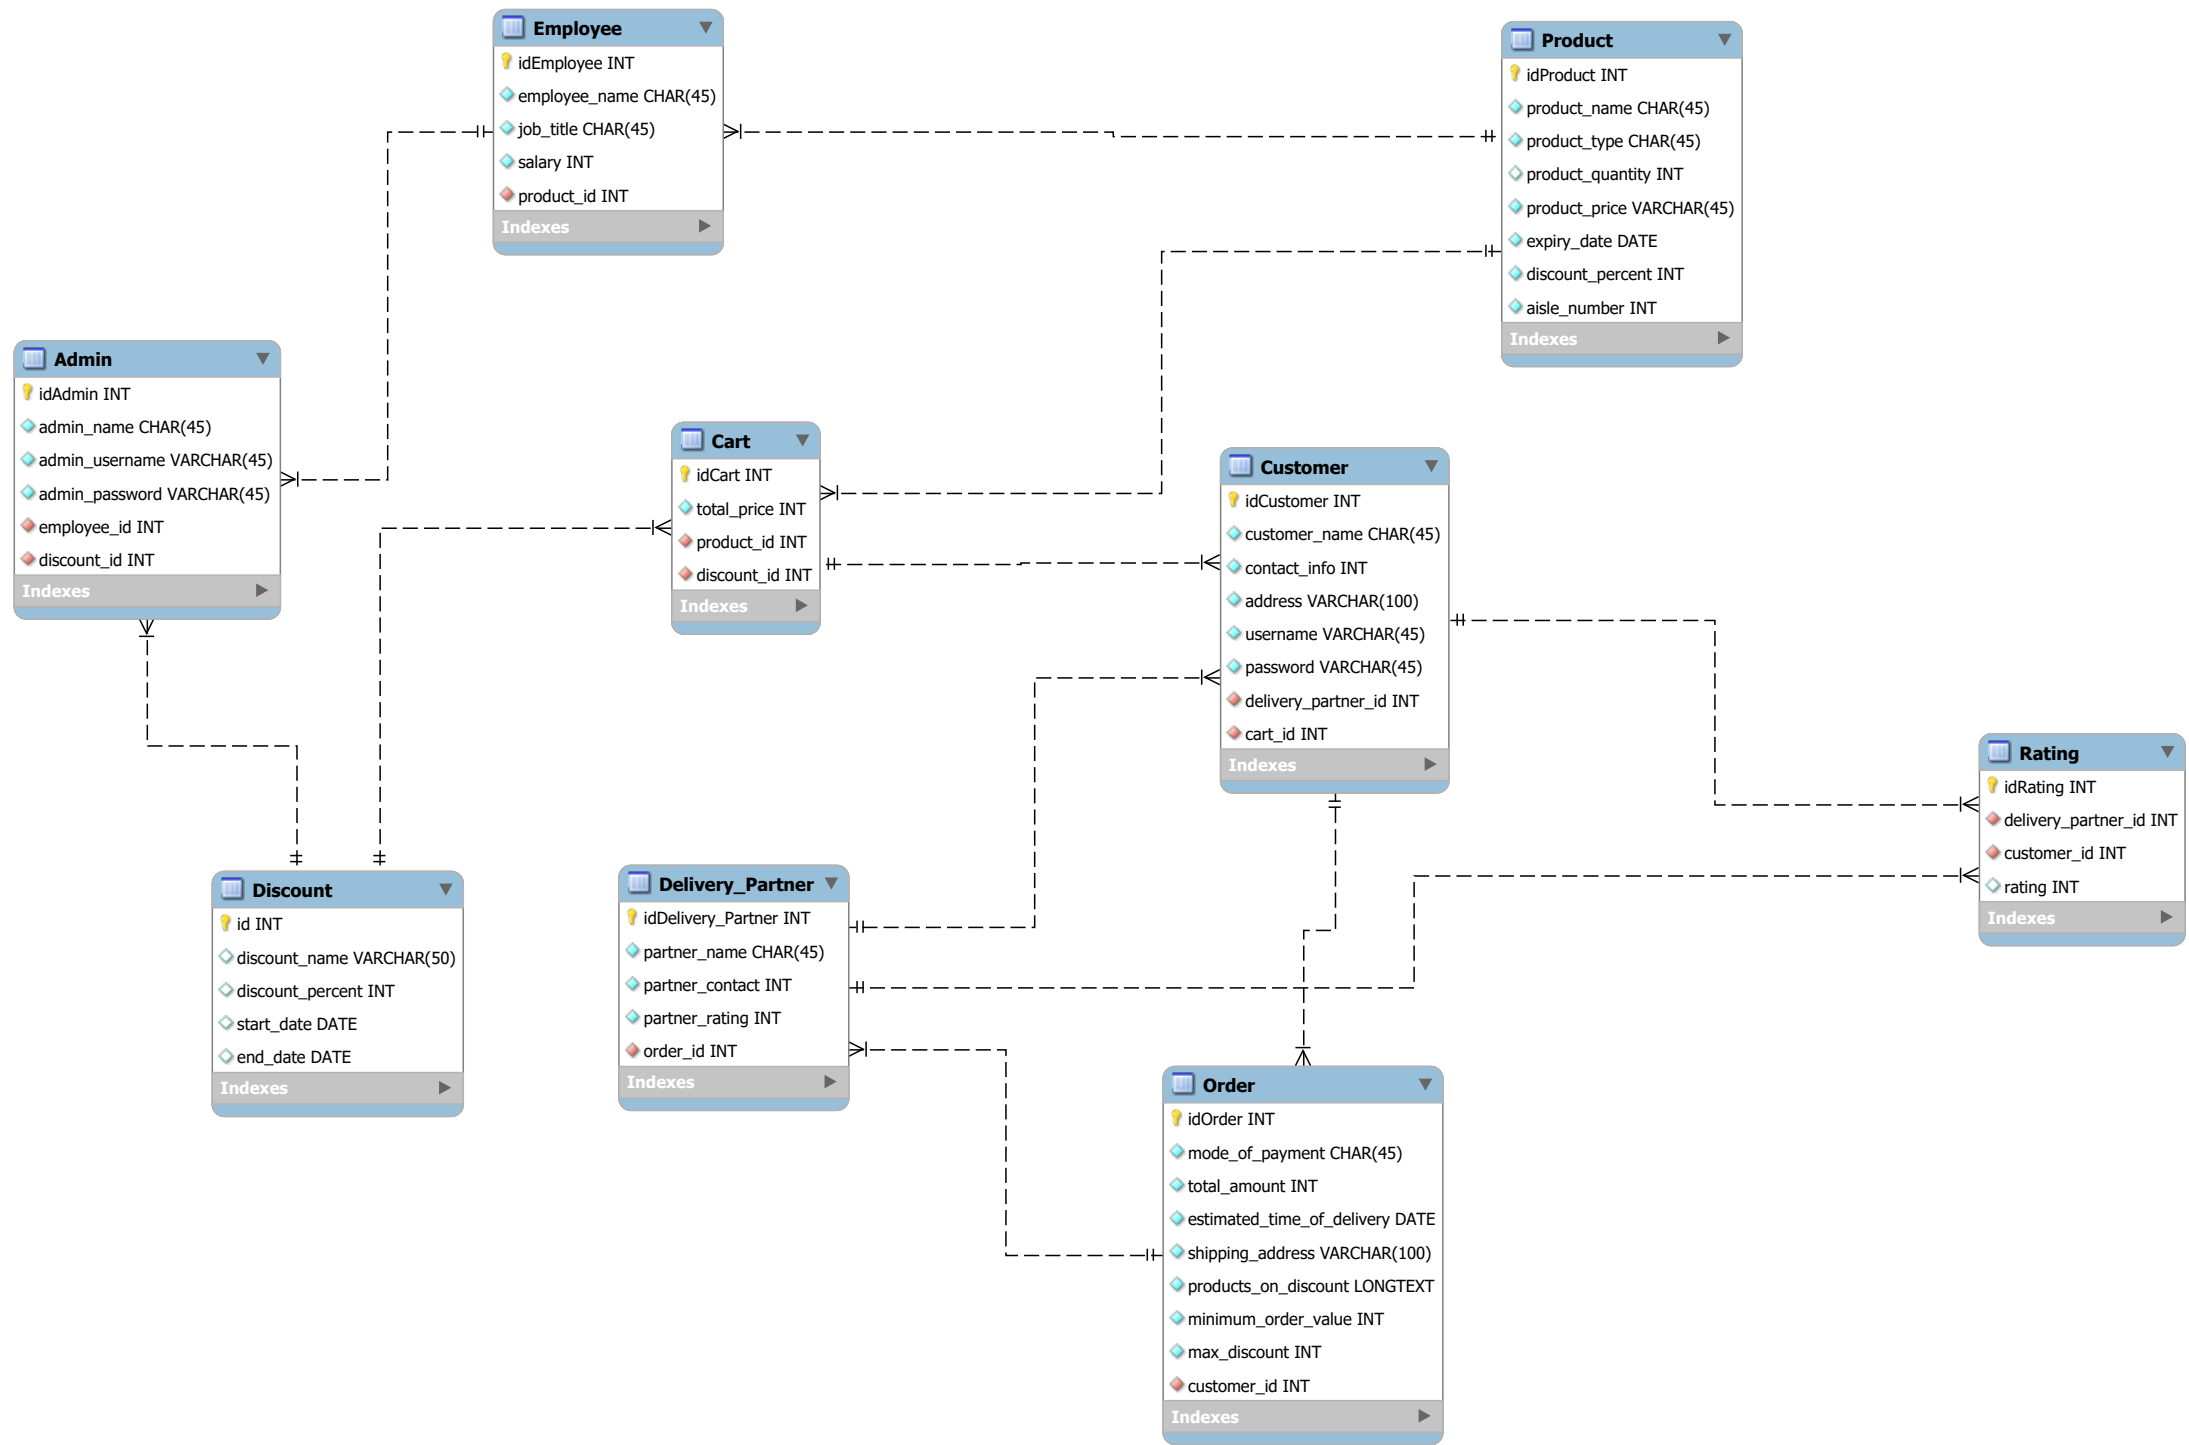 Employee
idEmployee INT
employee_name CHAR(45)
job_title CHAR(45)
salary INT
product_id INT
Indexes
Product
idProduct INT
product_name CHAR(45)
product_type CHAR(45)
product_quantity INT
product_price VARCHAR(45)
expiry_date DATE
discount_percent INT
aisle_number INT
Indexes
Admin
idAdmin INT
admin_name CHAR(45)
admin_username VARCHAR(45)
admin_password VARCHAR(45)
employee_id INT
discount_id INT
Indexes
Cart
idCart INT
total_price INT
product_id INT
discount_id INT
Indexes
Customer
idCustomer INT
customer_name CHAR(45)
contact_info INT
address VARCHAR(100)
username VARCHAR(45)
password VARCHAR(45)
delivery_partner_id INT
cart_id INT
Indexes
Rating
idRating INT
delivery_partner_id INT
customer_id INT
rating INT
Indexes
Discount
id INT
discount_name VARCHAR(50)
discount_percent INT
start_date DATE
end_date DATE
Indexes
Delivery_Partner
idDelivery_Partner INT
partner_name CHAR(45)
partner_contact INT
partner_rating INT
order_id INT
Indexes
Order
idOrder INT
mode_of_payment CHAR(45)
total_amount INT
estimated_time_of_delivery DATE
shipping_address VARCHAR(100)
products_on_discount LONGTEXT
minimum_order_value INT
max_discount INT
customer_id INT
Indexes